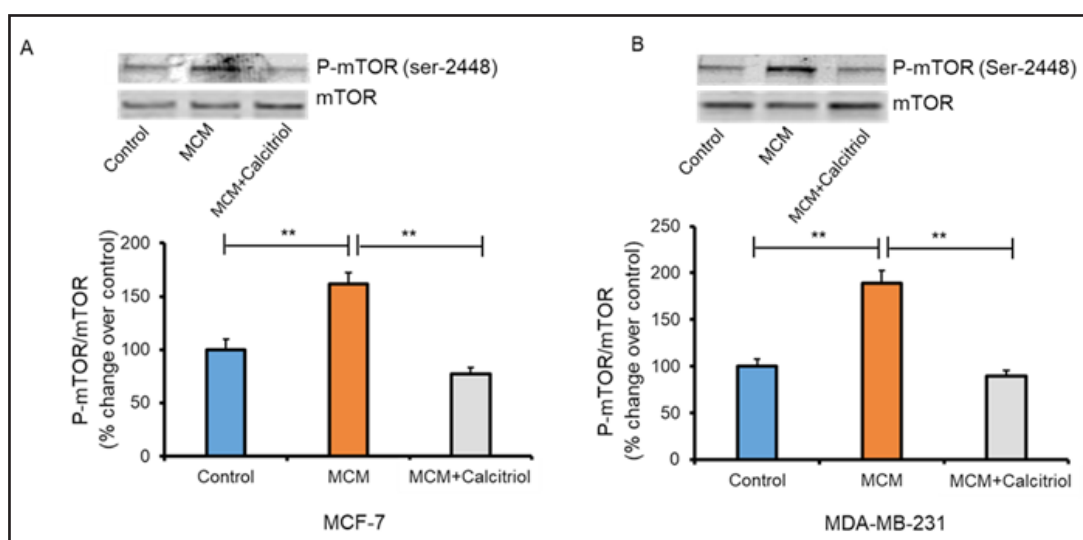 A
P-mTOR (ser-2448)
mTOR
Control
MCM
MCM+Calcitriol
P-mTOR/mTOR
(% change over control)
200
150
100
50
0
**
**
Control
MCM
MCM+Calcitriol
MCF-7
B
P-mTOR (Ser-2448)
mTOR
Control
MCM
MCM+Calcitriol
P-mTOR/mTOR
(% change over control)
250
200
150
100
50
0
**
**
Control
MCM
MCM+Calcitriol
MDA-MB-231